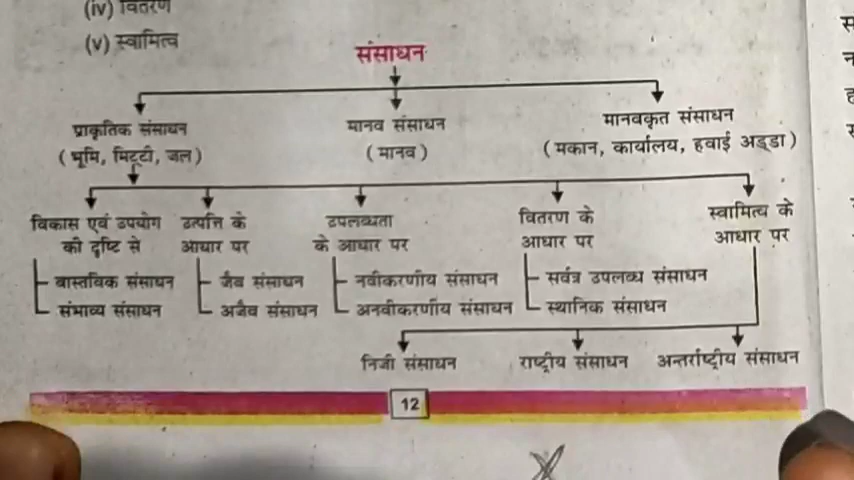 (iv) वितरण
(v) स्वामित्व
संसाधन
प्राकृतिक संसाधन
(भूमि, मिट्टी, जल)
मानव संसाधन
(मानव)
मानवकृत संसाधन
(मकान, कार्यालय, हवाई अड्डा)
विकास एवं उपयोग
की दृष्टि से
वास्तविक संसाधन
संभाव्य संसाधन
उत्पत्ति के
आधार पर
जैव संसाधन
अजैव संसाधन
उपलब्धता
के आधार पर
नवीकरणीय संसाधन
अनवीकरणीय संसाधन
वितरण के
आधार पर
सर्वत्र उपलब्ध संसाधन
स्थानिक संसाधन
स्वामित्व के
आधार पर
निजी संसाधन
राष्ट्रीय संसाधन
अन्तर्राष्ट्रीय संसाधन
12